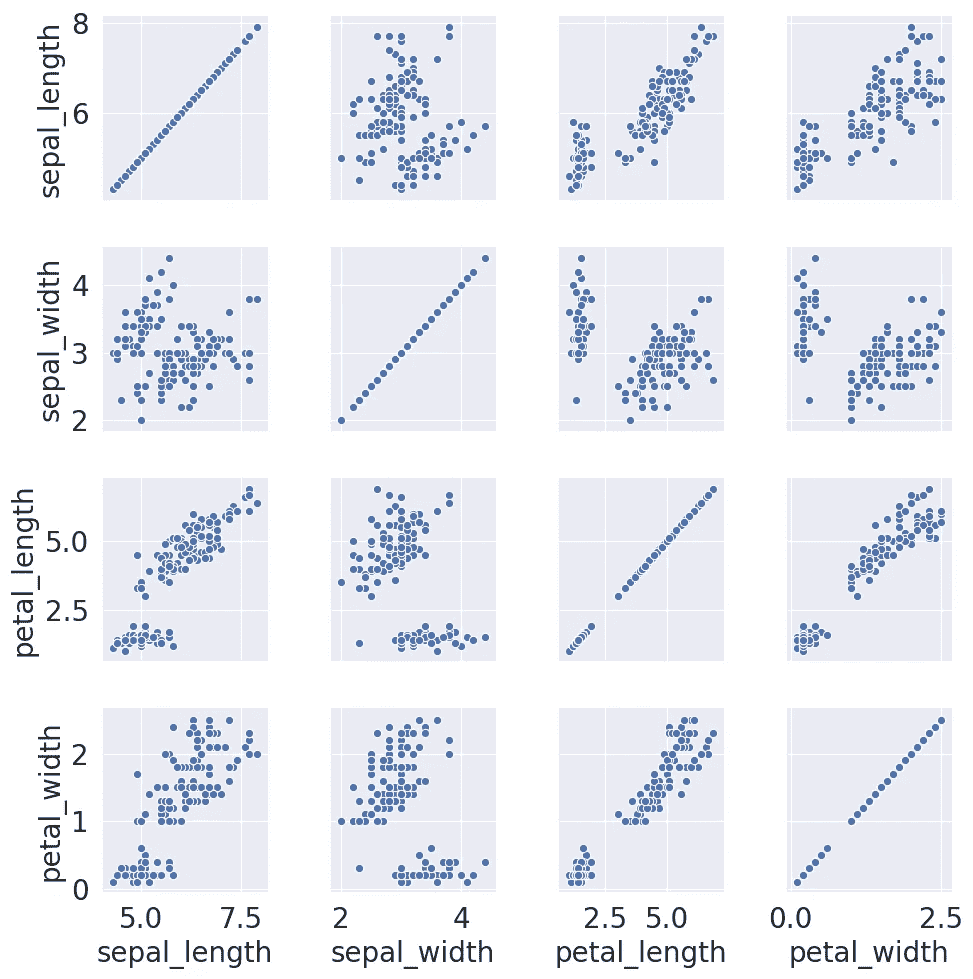 sepal_length
8
6
sepal_width
4
3
2
petal_length
5.0
2.5
petal_width
2
1
0
5.0 7.5 2 4 2.5 5.0 0.0 2.5
sepal_length sepal_width petal_length petal_width